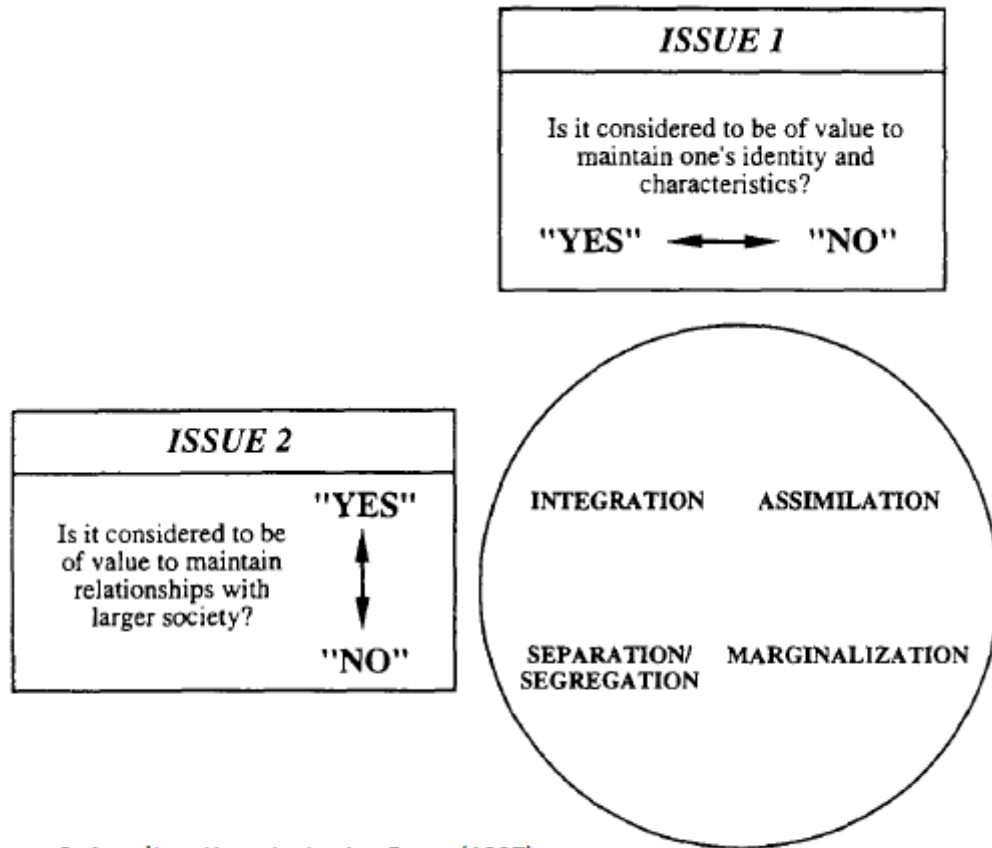 ISSUE 1
Is it considered to be of value to
maintain one's identity and
characteristics?
"YES" "NO"
ISSUE 2
Is it considered to be
of value to maintain
relationships with
larger society?
"YES"
"NO"
INTEGRATION ASSIMILATION
SEPARATION/
SEGREGATION
MARGINALIZATION